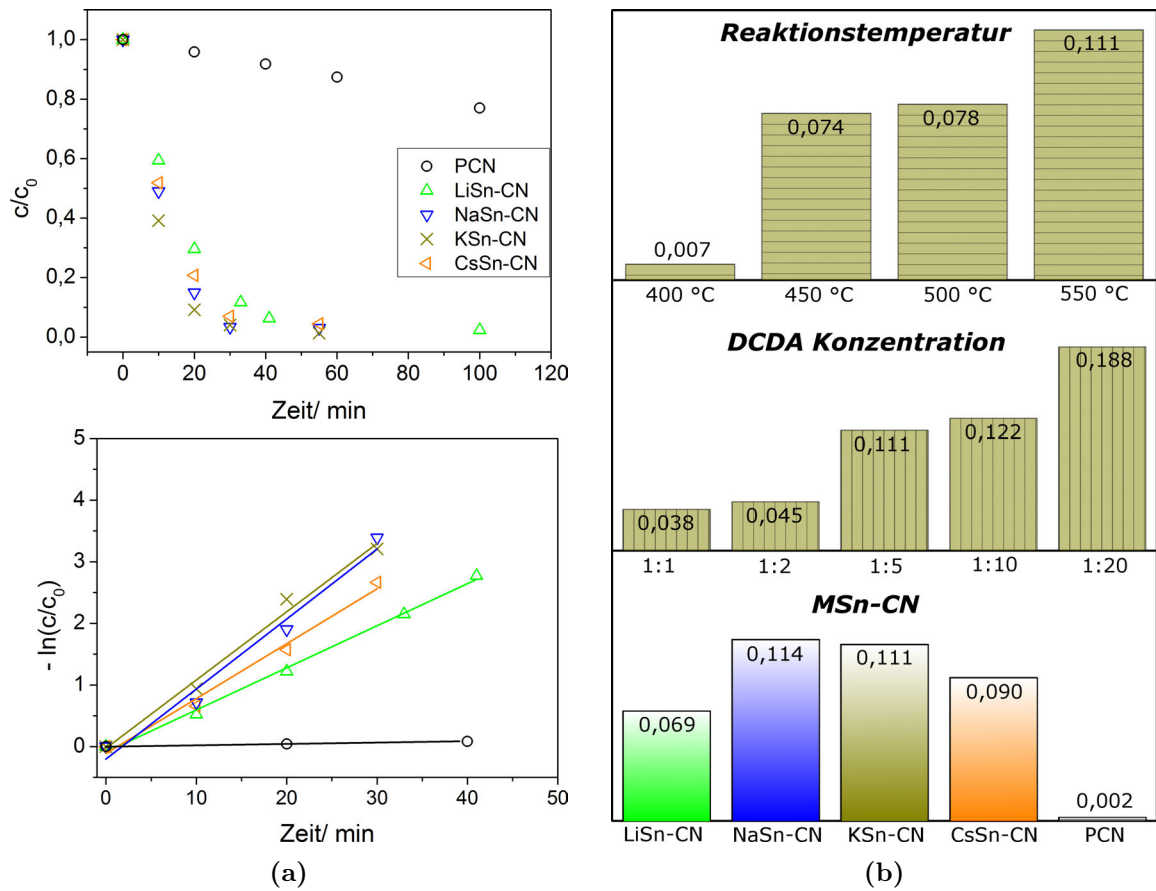 1,0
0,8
0,6
0,4
0,2
0,0
c/c₀
PCN
LiSn-CN
NaSn-CN
KSn-CN
CsSn-CN
0 20 40 60 80 100 120
Zeit/ min
5
4
3
2
1
0
- ln(c/c₀)
0 10 20 30 40 50
Zeit/ min
(a)
Reaktionstemperatur
0,007 0,074 0,078 0,111
400 °C 450 °C 500 °C 550 °C
DCDA Konzentration
0,038 0,045 0,111 0,122 0,188
1:1 1:2 1:5 1:10 1:20
MSn-CN
0,069 0,114 0,111 0,090 0,002
LiSn-CN NaSn-CN KSn-CN CsSn-CN PCN
(b)